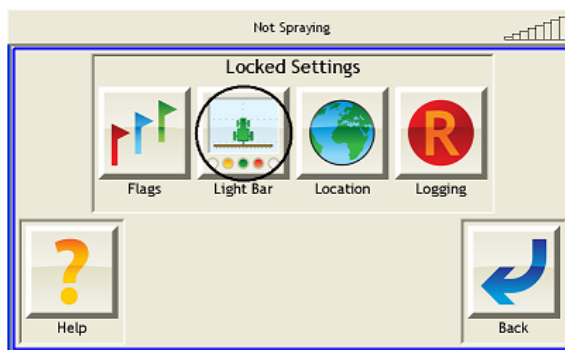 Not Spraying
Locked Settings
R
Flags Light Bar Location Logging
?
Help Back